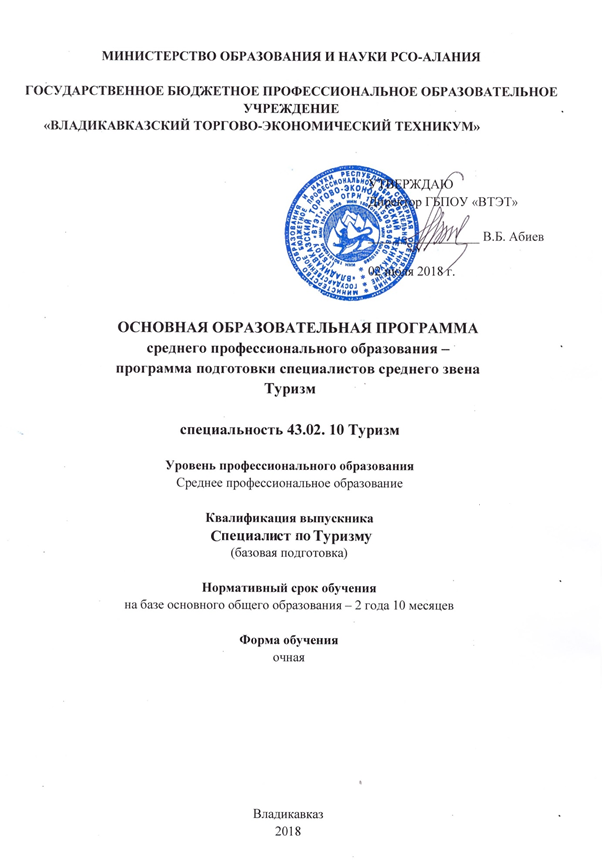 МИНИСТЕРСТВО ОБРАЗОВАНИЯ И НАУКИ РСО-АЛАНИЯ
ГОСУДАРСТВЕННОЕ БЮДЖЕТНОЕ ПРОФЕССИОНАЛЬНОЕ ОБРАЗОВАТЕЛЬНОЕ
УЧРЕЖДЕНИЕ
«ВЛАДИКАВКАЗСКИЙ ТОРГОВО-ЭКОНОМИЧЕСКИЙ ТЕХНИКУМ»
УТВЕРЖДАЮ
Директор ГБПОУ «ВТЭТ»
В.Б. Абиев
02 июля 2018 г.
ОСНОВНАЯ ОБРАЗОВАТЕЛЬНАЯ ПРОГРАММА
среднего профессионального образования –
программа подготовки специалистов среднего звена
Туризм
специальность 43.02. 10 Туризм
Уровень профессионального образования
Среднее профессиональное образование
Квалификация выпускника
Специалист по Туризму
(базовая подготовка)
Нормативный срок обучения
на базе основного общего образования – 2 года 10 месяцев
Форма обучения
очная
Владикавказ
2018